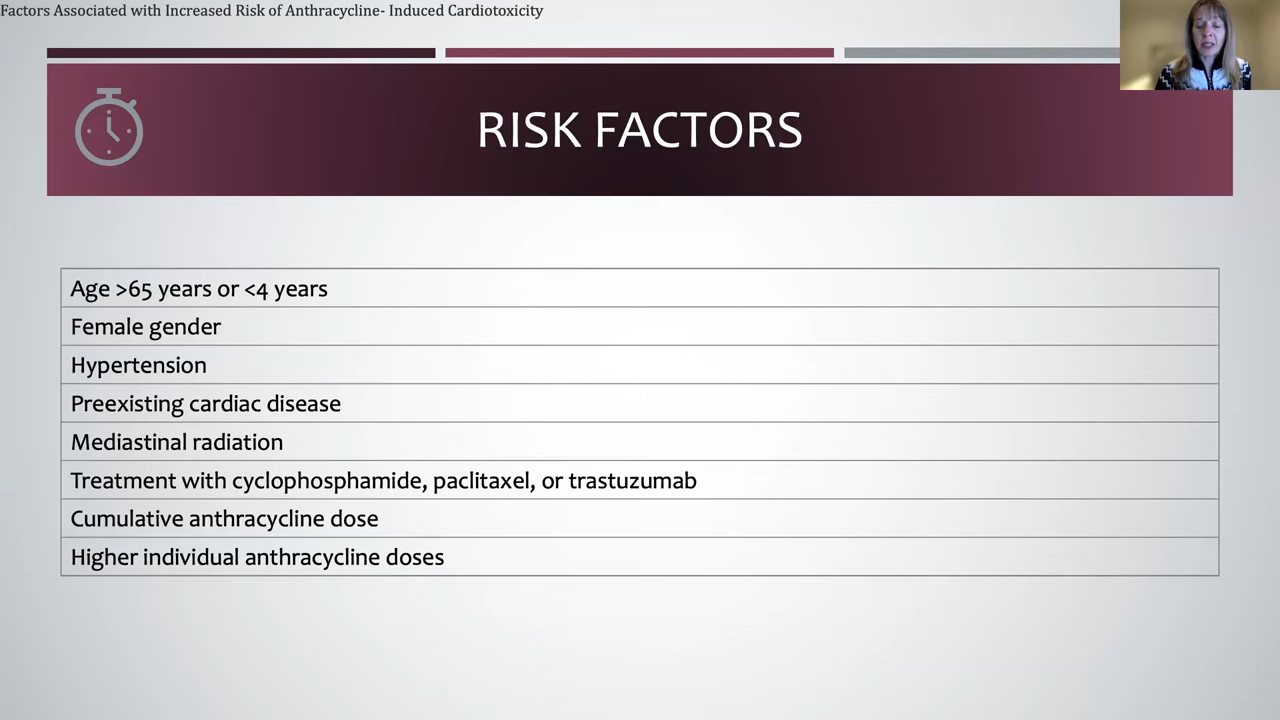 Factors Associated with Increased Risk of Anthracycline- Induced Cardiotoxicity
RISK FACTORS
Age >65 years or <4 years
Female gender
Hypertension
Preexisting cardiac disease
Mediastinal radiation
Treatment with cyclophosphamide, paclitaxel, or trastuzumab
Cumulative anthracycline dose
Higher individual anthracycline doses